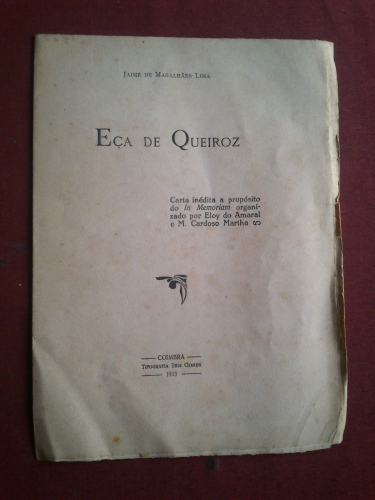 JAIME DE MAGALHÃES LIMA
EÇA DE QUEIROZ
Carta inédita a propósito
do In Memoriam organi-
zado por Eloy do Amaral
e M. Cardoso Martha
COIMBRA
TIPOGRAFIA